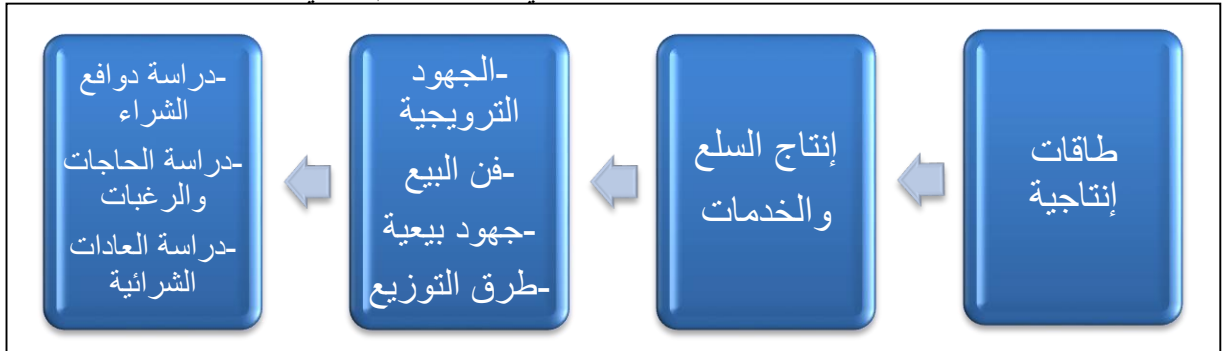 طاقات
إنتاجية
إنتاج السلع
والخدمات
-الجهود
الترويجية
-فن البيع
-جهود بيعية
-طرق التوزيع
-دراسة دوافع
الشراء
-دراسة الحاجات
والرغبات
-دراسة العادات
الشرائية